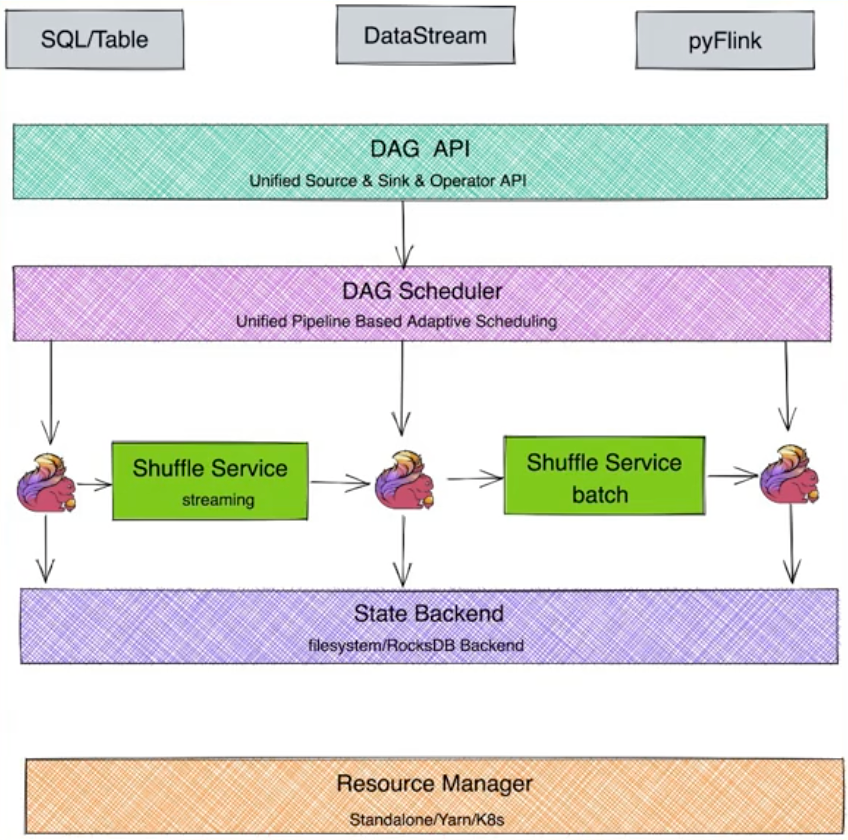 SQL/Table
DataStream
pyFlink
DAG API
Unified Source & Sink & Operator API
DAG Scheduler
Unified Pipeline Based Adaptive Scheduling
Shuffle Service
streaming
Shuffle Service
batch
State Backend
filesystem/RocksDB Backend
Resource Manager
Standalone/Yarn/K8s